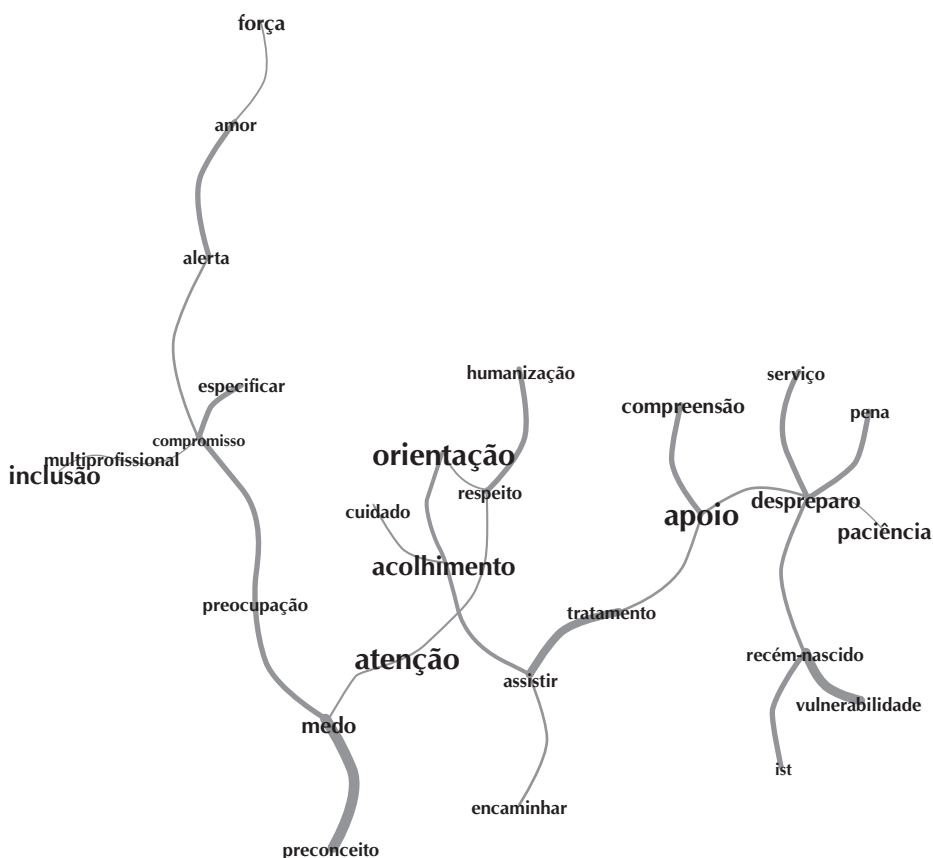 força
amor
alerta
humanização
serviço
especificar
compreensão
pena
compromisso
orientação
multiprofissional
inclusão
respeito
despreparo
cuidado
apoio
paciência
acolhimento
preocupação
tratamento
atenção
recém-nascido
assistir
vulnerabilidade
medo
ist
encaminhar
preconceito